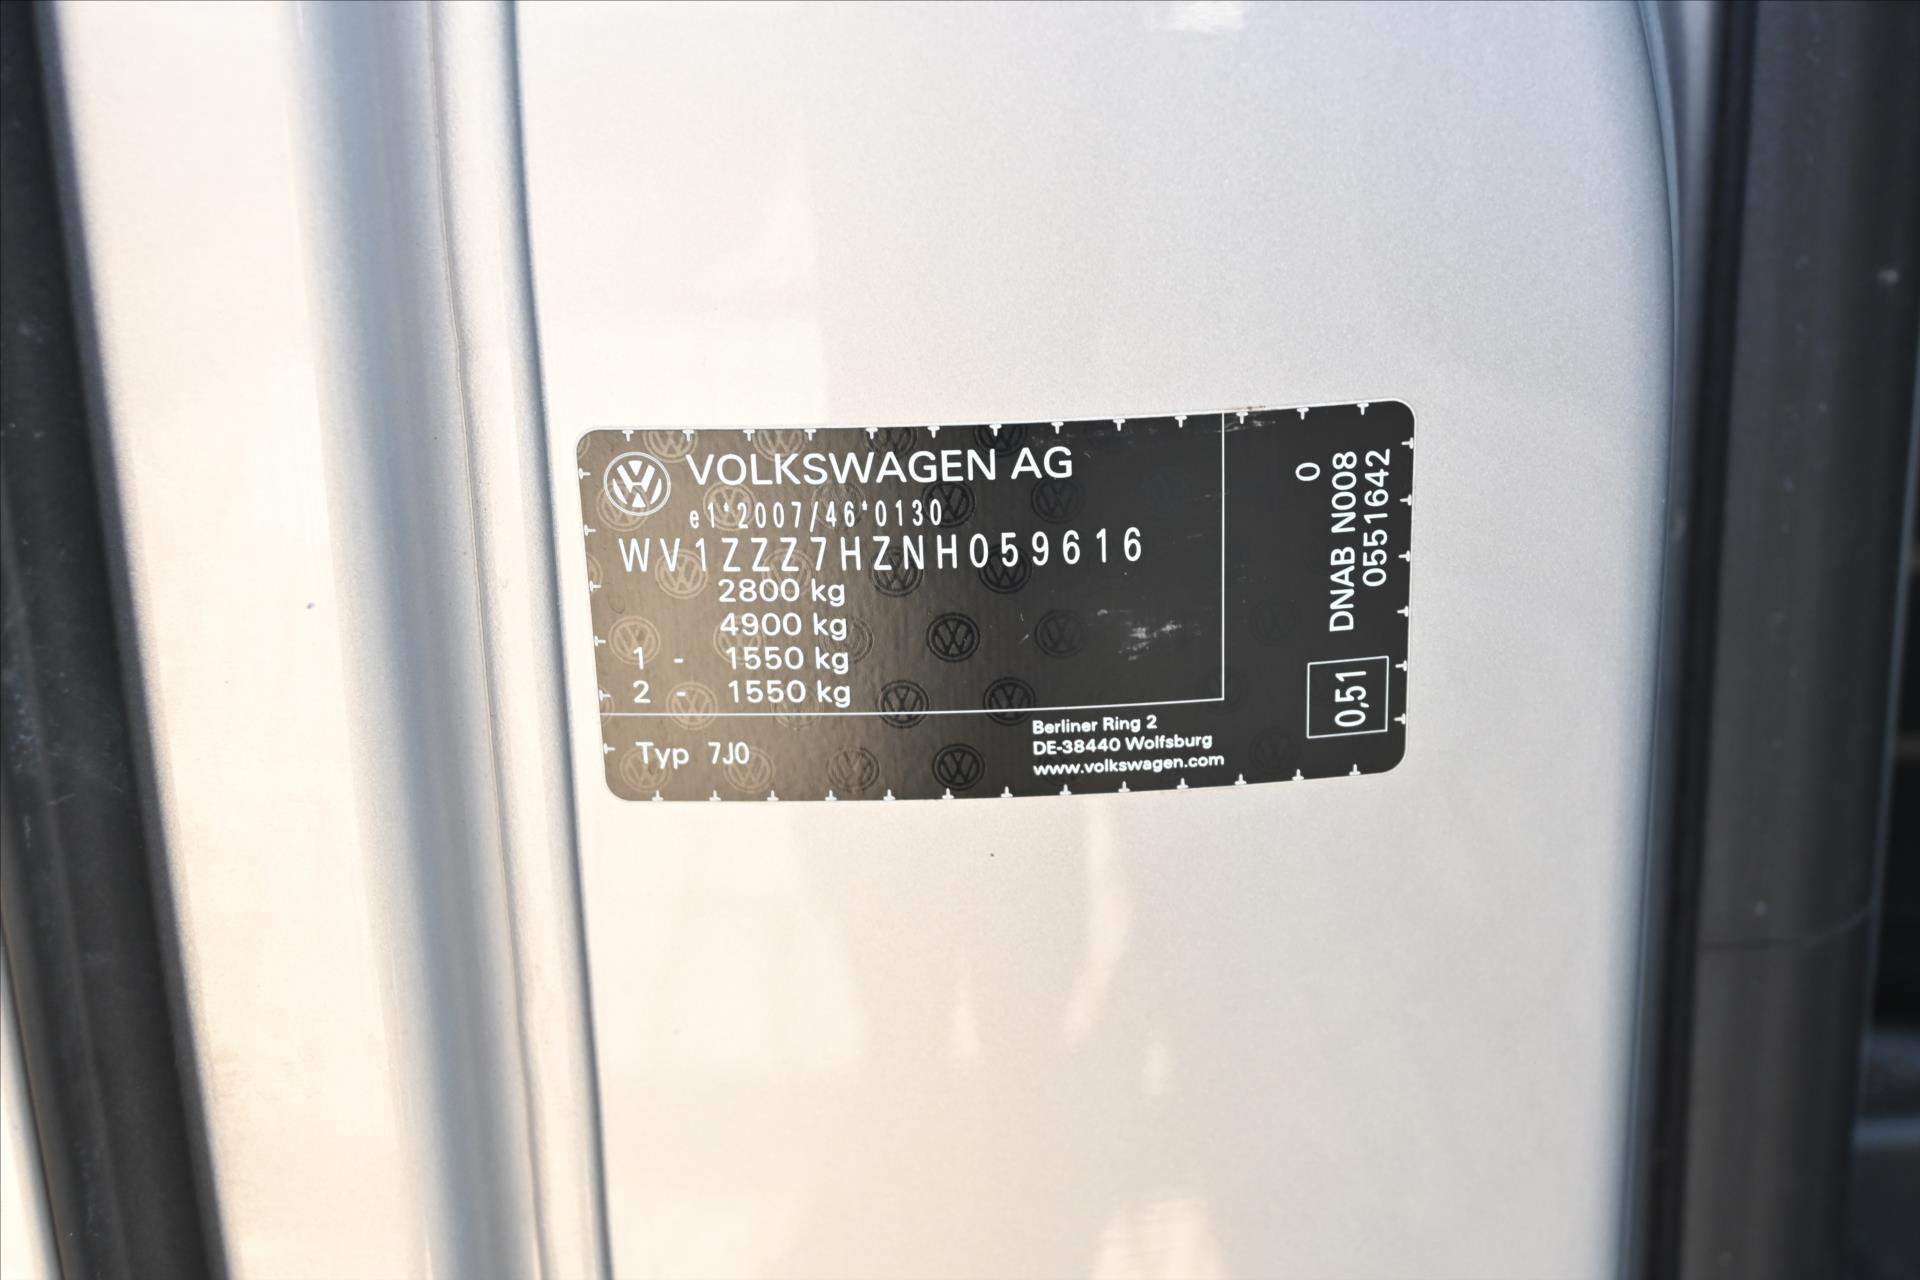 VOLKSWAGEN AG
e1*2007/46*0130
WV1ZZZ7HZNH059616
2800 kg
4900 kg
1 - 1550 kg
2 - 1550 kg
Typ 7J0
Berliner Ring 2
DE-38440 Wolfsburg
www.volkswagen.com
0
DNAB N008
0551642
0,51